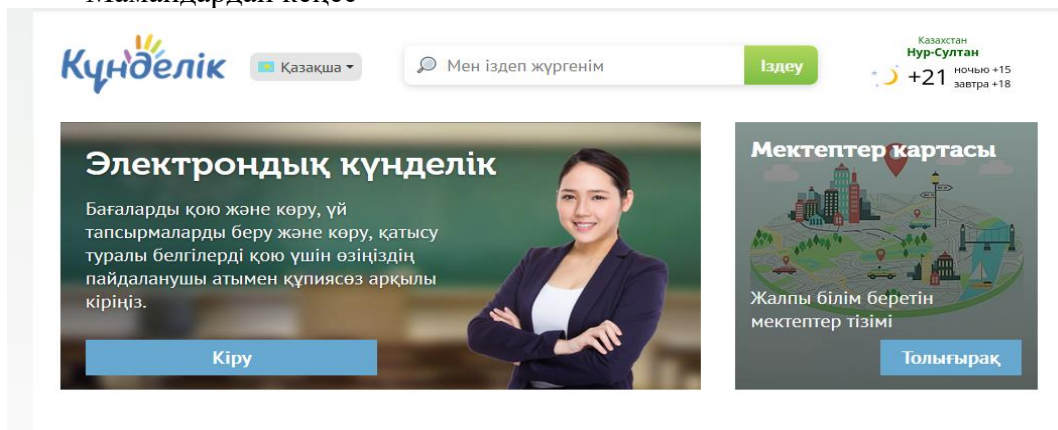 Мамандардан кеңес
Күнделік
Қазақша
Мен іздеп жүргенім
Іздеу
Казахстан
Нур-Султан
+21 ночью +15
завтра +18
Электрондық күнделік
Бағаларды қою және көру, үй
тапсырмаларды беру және көру, қатысу
туралы белгілерді қою үшін өзіңіздің
пайдаланушы атымен құпиясөз арқылы
кіріңіз.
Кіру
Мектептер картасы
Жалпы білім беретін
мектептер тізімі
Толығырақ